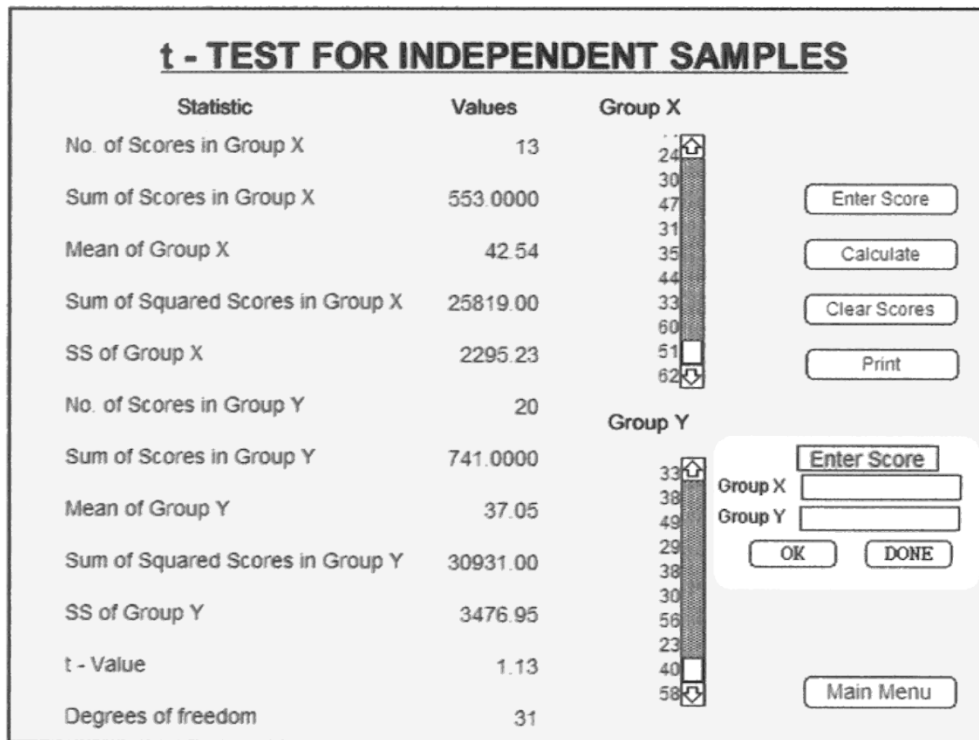 t - TEST FOR INDEPENDENT SAMPLES
Statistic Values Group X
No. of Scores in Group X 13
Sum of Scores in Group X 553.0000
Mean of Group X 42.54
Sum of Squared Scores in Group X 25819.00
SS of Group X 2295.23
No. of Scores in Group Y 20
Sum of Scores in Group Y 741.0000
Mean of Group Y 37.05
Sum of Squared Scores in Group Y 30931.00
SS of Group Y 3476.95
t - Value 1.13
Degrees of freedom 31
24
30
47
31
35
44
33
60
51
62
Group Y
33
38
49
29
38
30
56
23
40
58
Enter Score
Calculate
Clear Scores
Print
Enter Score
Group X
Group Y
OK DONE
Main Menu